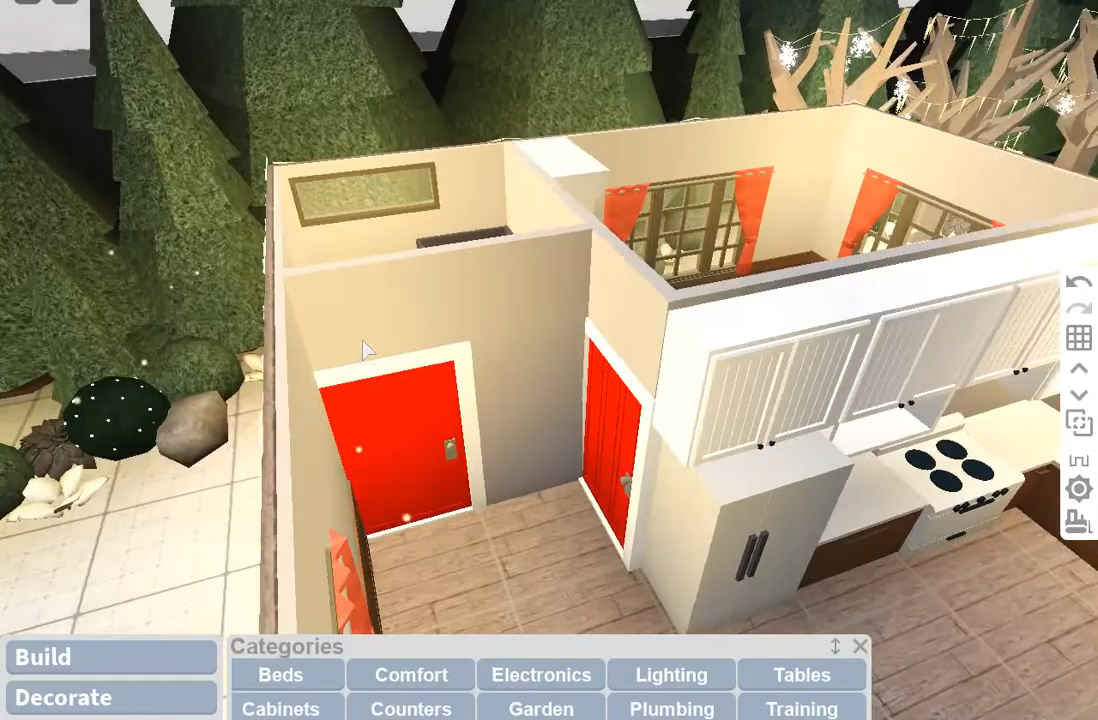 Build
Decorate
Categories
Beds Comfort Electronics Lighting Tables
Cabinets Counters Garden Plumbing Training